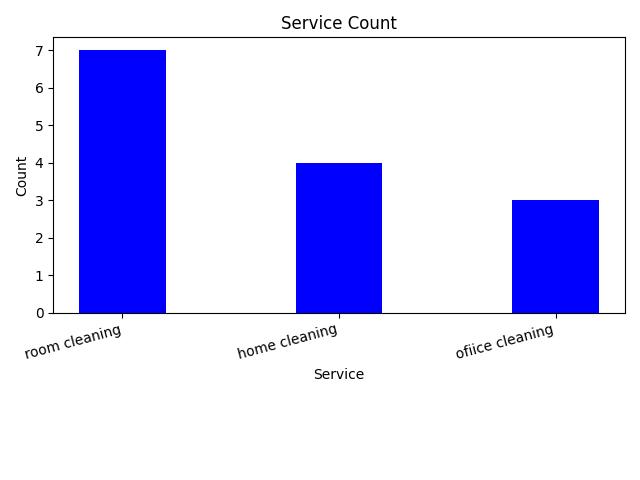 Service Count
Count
7
6
5
4
3
2
1
0
room cleaning
home cleaning
ofiice cleaning
Service